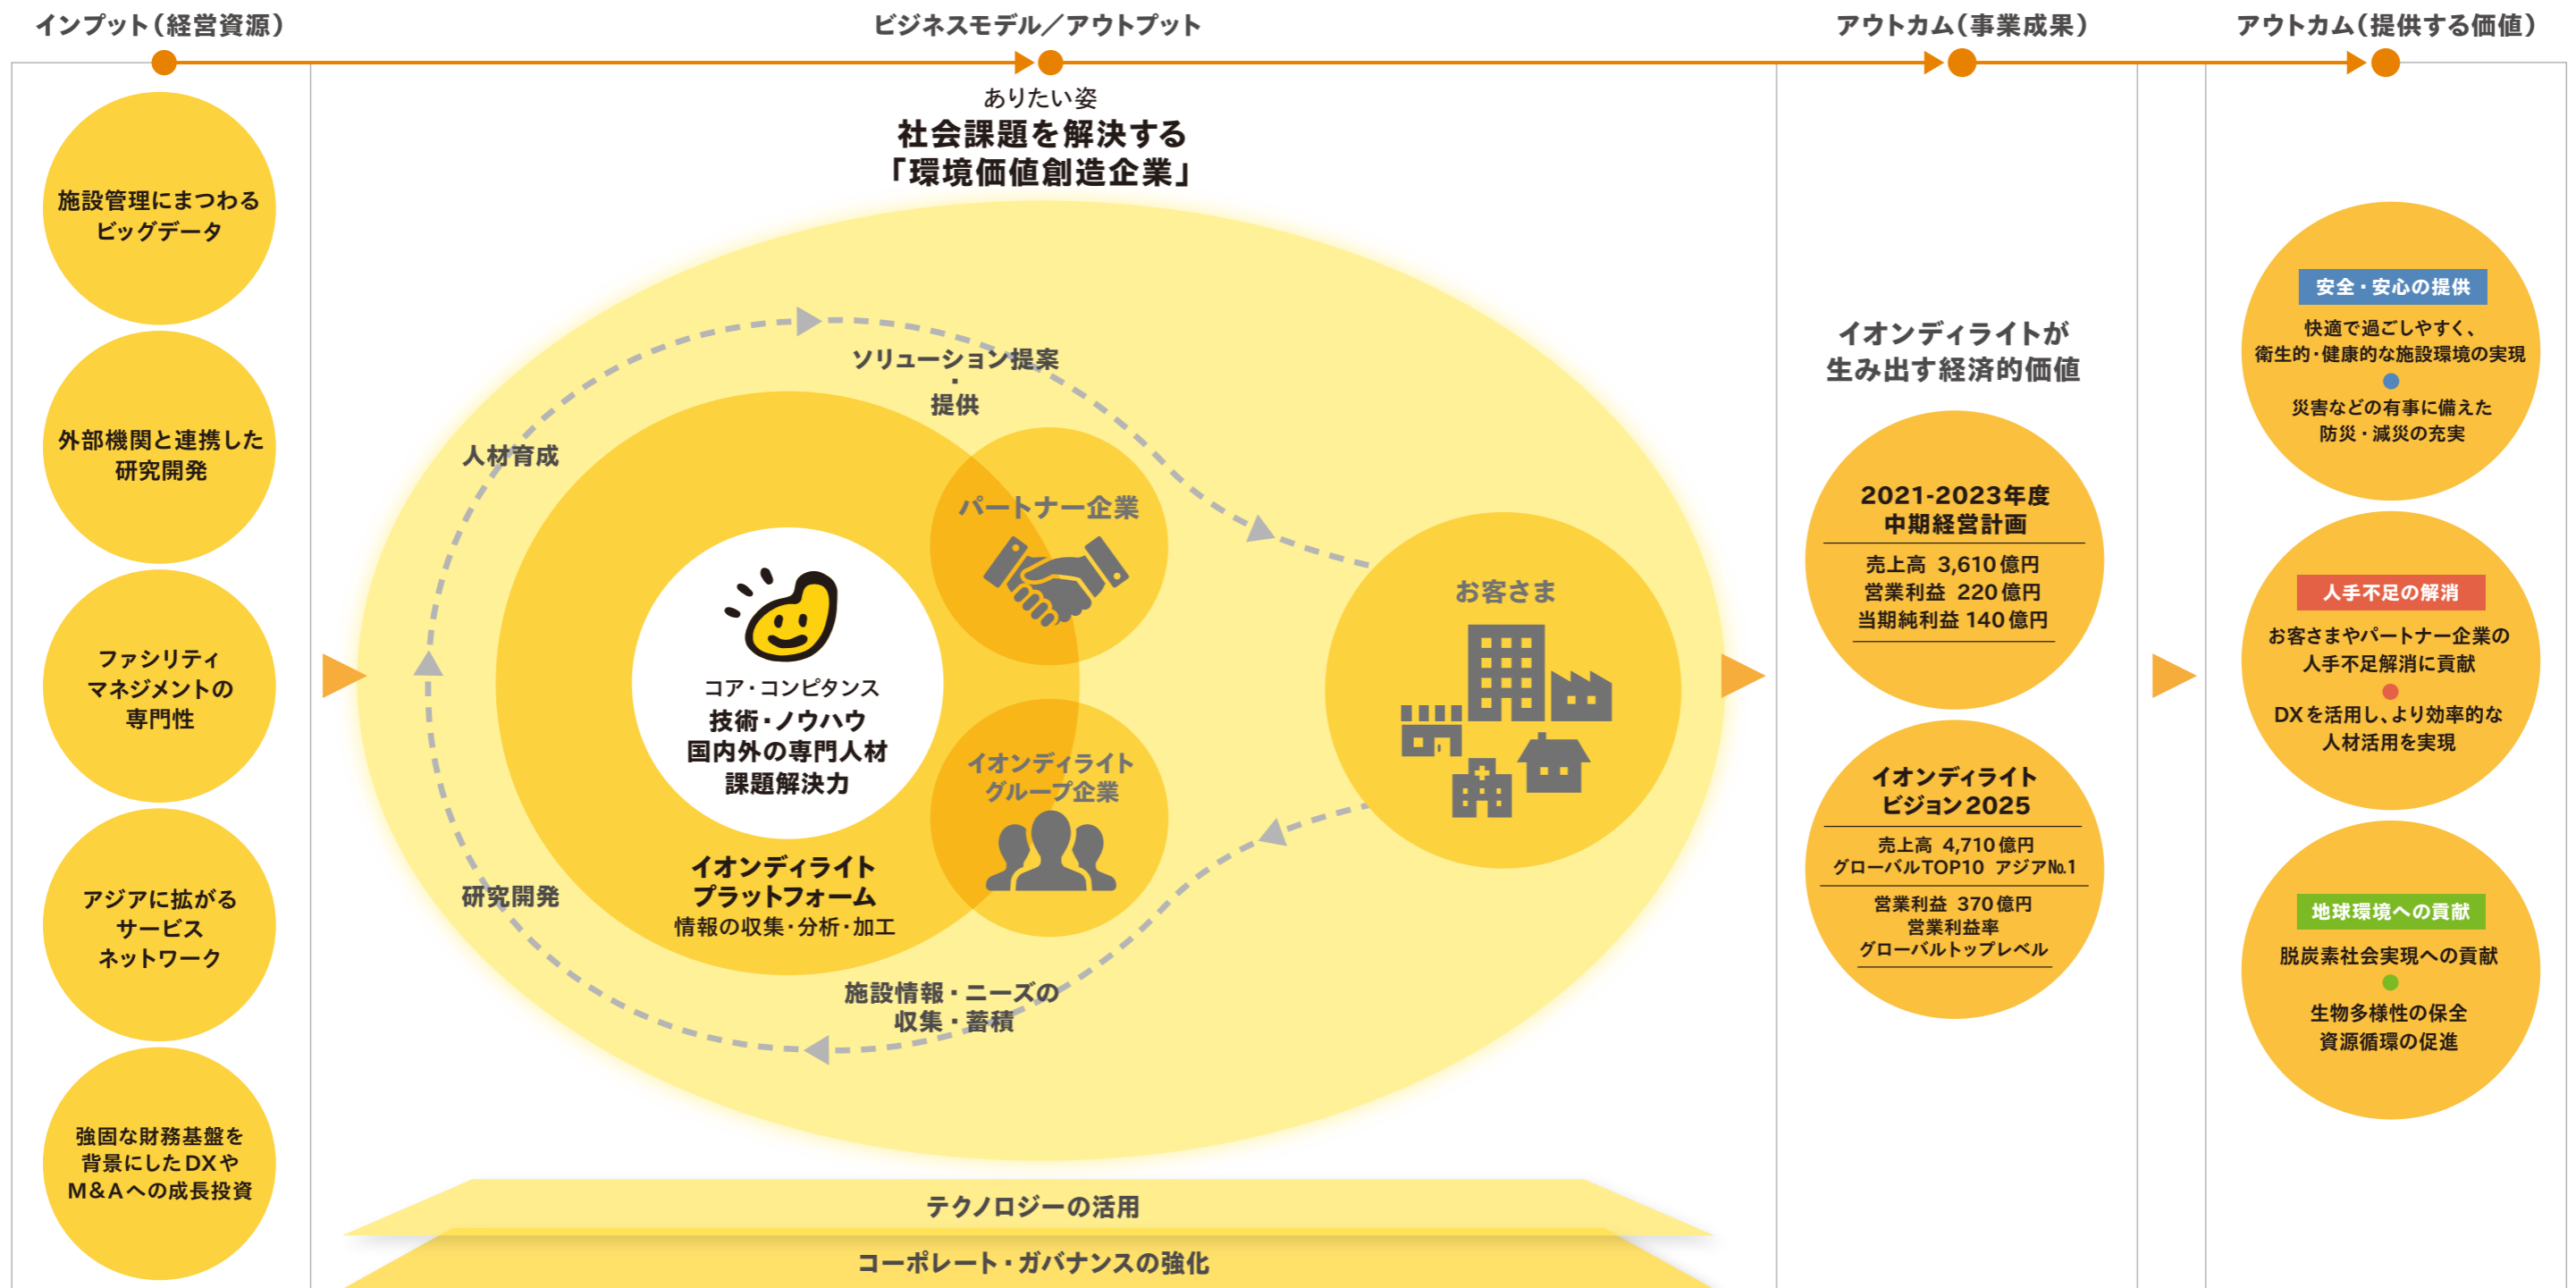 インプット（経営資源）
ビジネスモデル／アウトプット
アウトカム（事業成果）
アウトカム（提供する価値）
施設管理にまつわる
ビッグデータ
外部機関と連携した
研究開発
ファシリティ
マネジメントの
専門性
アジアに拡がる
サービス
ネットワーク
強固な財務基盤を
背景にしたDXや
M&Aへの成長投資
ありたい姿
社会課題を解決する
「環境価値創造企業」
ソリューション提案
・
提供
人材育成
パートナー企業
お客さま
コア・コンピタンス
技術・ノウハウ
国内外の専門人材
課題解決力
イオンディライト
グループ企業
イオンディライト
プラットフォーム
情報の収集・分析・加工
研究開発
施設情報・ニーズの
収集・蓄積
テクノロジーの活用
コーポレート・ガバナンスの強化
イオンディライトが
生み出す経済的価値
2021-2023年度
中期経営計画
売上高 3,610億円
営業利益 220億円
当期純利益 140億円
イオンディライト
ビジョン2025
売上高 4,710億円
グローバルTOP10 アジア№1
営業利益 370億円
営業利益率
グローバルトップレベル
安全・安心の提供
快適で過ごしやすく、
衛生的・健康的な施設環境の実現
災害などの有事に備えた
防災・減災の充実
人手不足の解消
お客さまやパートナー企業の
人手不足解消に貢献
DXを活用し、より効率的な
人材活用を実現
地球環境への貢献
脱炭素社会実現への貢献
生物多様性の保全
資源循環の促進